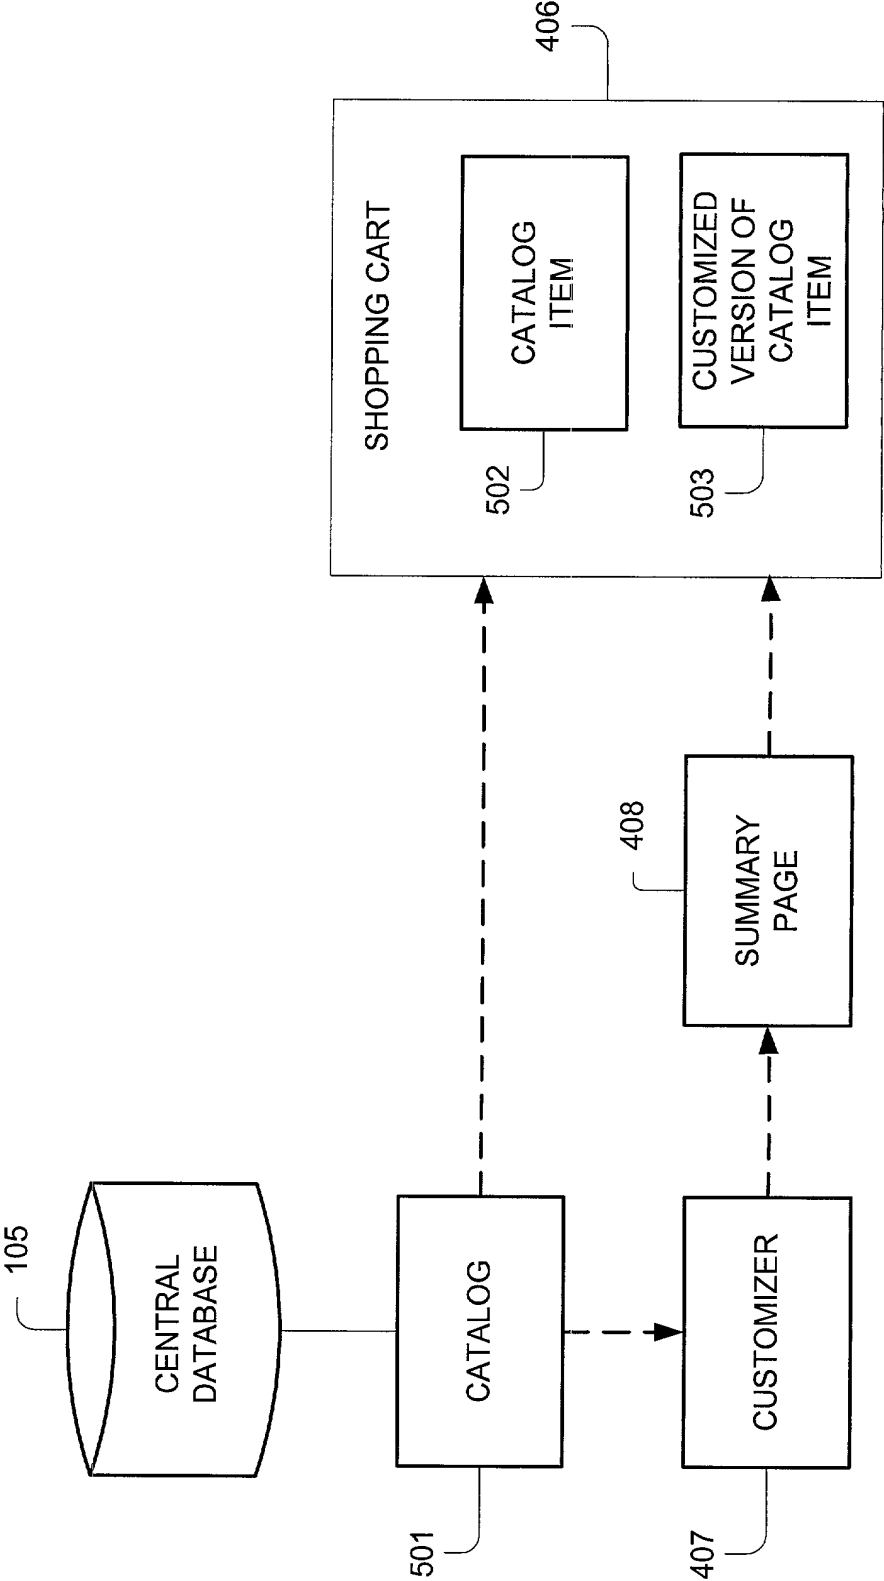 105
CENTRAL
DATABASE
501
CATALOG
407
CUSTOMIZER
408
SUMMARY
PAGE
406
SHOPPING CART
502
CATALOG
ITEM
503
CUSTOMIZED
VERSION OF
CATALOG
ITEM